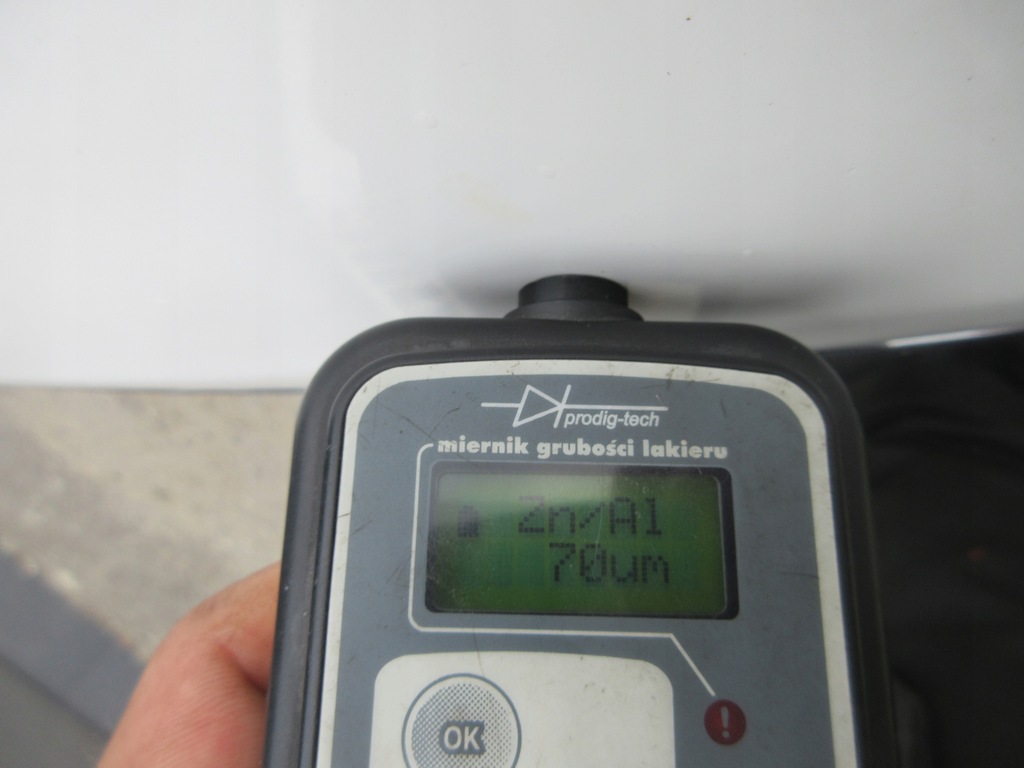 prodig-tech
miernik grubości lakieru
Zn/Al
70um
OK
!